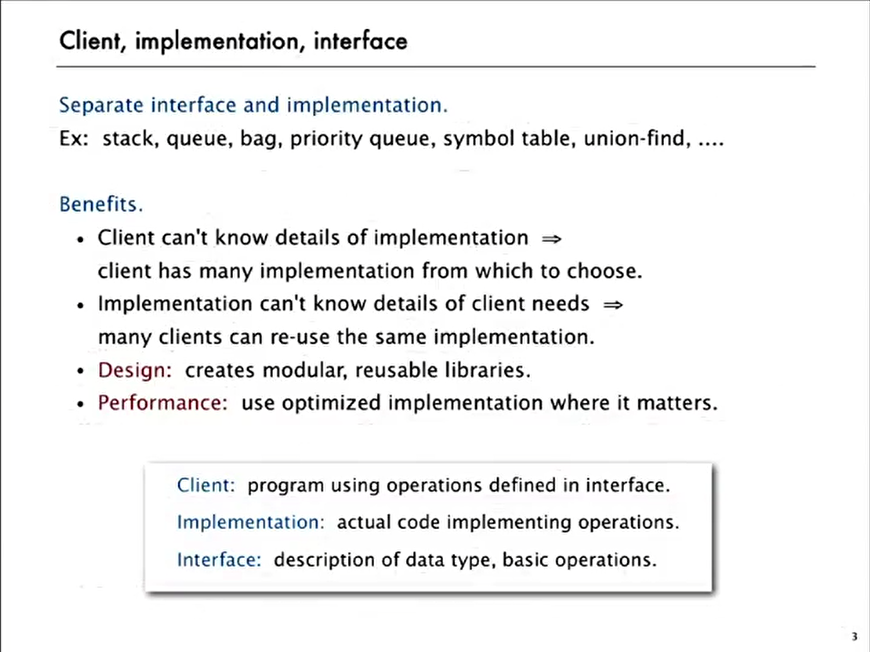 Client, implementation, interface
Separate interface and implementation.
Ex: stack, queue, bag, priority queue, symbol table, union-find, ....
Benefits.
• Client can't know details of implementation ⇒
client has many implementation from which to choose.
• Implementation can't know details of client needs ⇒
many clients can re-use the same implementation.
• Design: creates modular, reusable libraries.
• Performance: use optimized implementation where it matters.
Client: program using operations defined in interface.
Implementation: actual code implementing operations.
Interface: description of data type, basic operations.
3